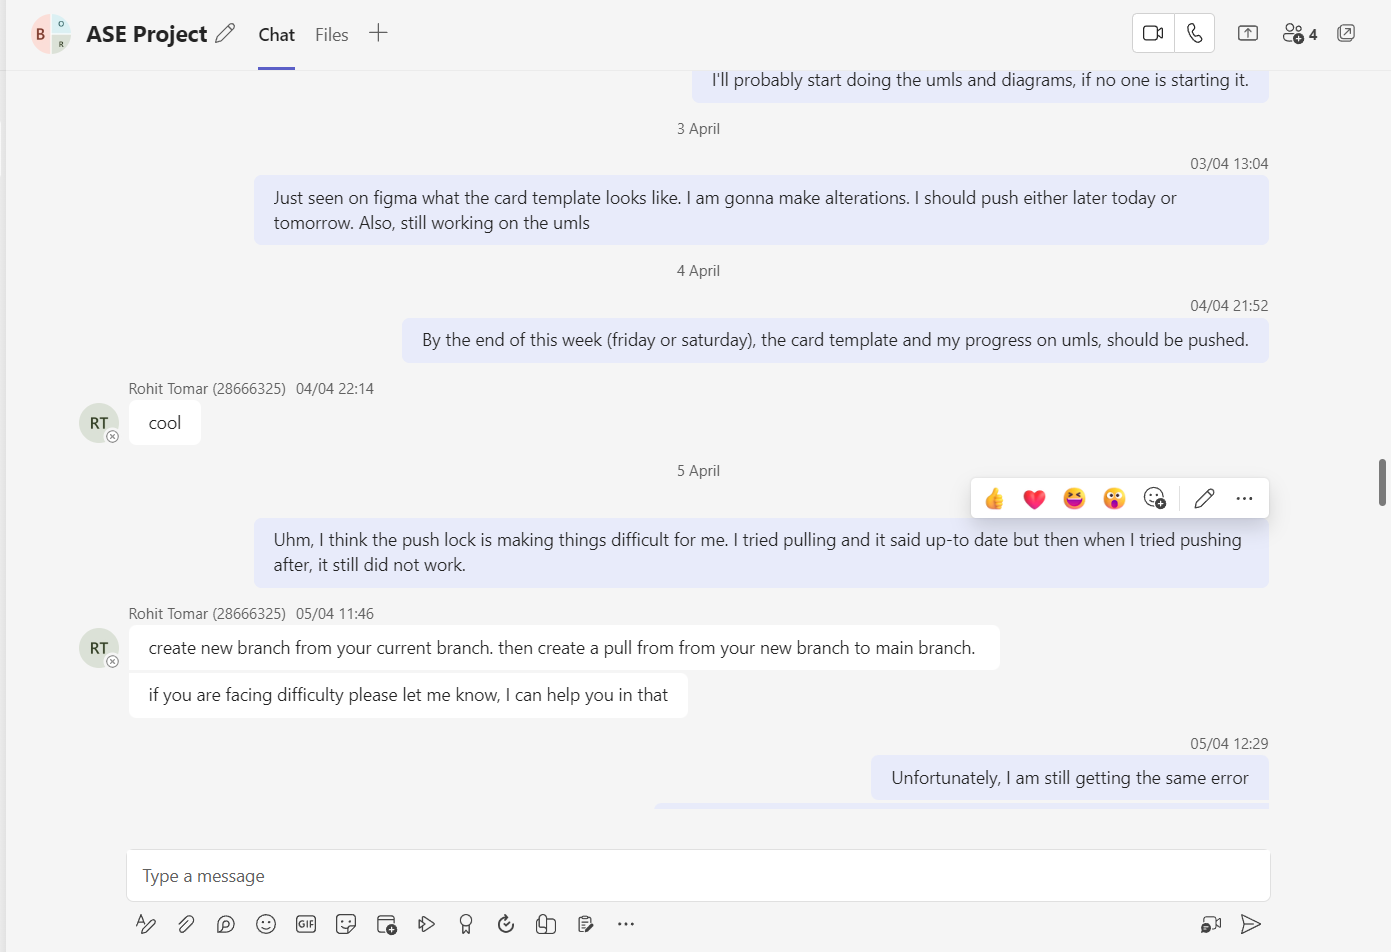 B
O
R
ASE Project
Chat
Files
4
I'll probably start doing the umls and diagrams, if no one is starting it.
3 April
03/04 13:04
Just seen on figma what the card template looks like. I am gonna make alterations. I should push either later today or
tomorrow. Also, still working on the umls
4 April
04/04 21:52
By the end of this week (friday or saturday), the card template and my progress on umls, should be pushed.
Rohit Tomar (28666325) 04/04 22:14
RT
cool
5 April
Uhm, I think the push lock is making things difficult for me. I tried pulling and it said up-to date but then when I tried pushing
after, it still did not work.
Rohit Tomar (28666325) 05/04 11:46
RT
create new branch from your current branch. then create a pull from from your new branch to main branch.
if you are facing difficulty please let me know, I can help you in that
05/04 12:29
Unfortunately, I am still getting the same error
Type a message
GIF